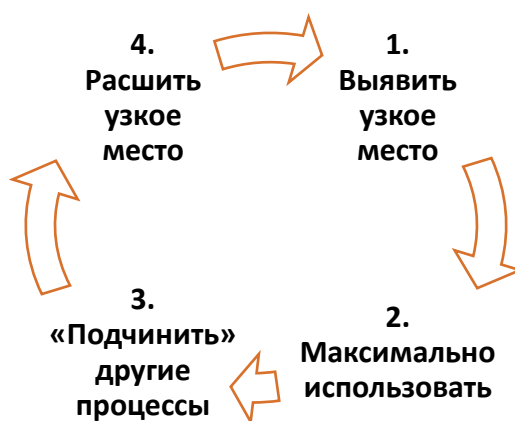 1.
Выявить
узкое
место
2.
Максимально
использовать
3.
«Подчинить»
другие
процессы
4.
Расшить
узкое
место